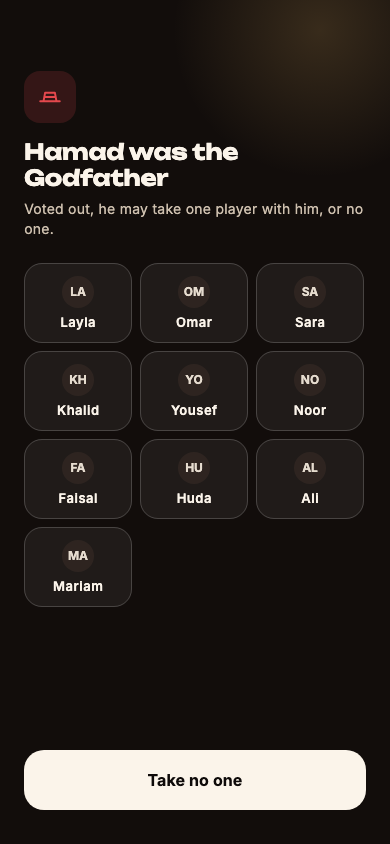 Hamad was the
Godfather
Voted out, he may take one player with him, or no
one.
LA
OM
SA
Layla
Omar
Sara
KH
YO
NO
Khalid
Yousef
Noor
FA
HU
AL
Faisal
Huda
Ali
MA
Mariam
Take no one